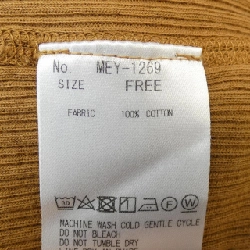 No MEY-1269
SIZE FREE
FABRIC 100% COTTON
MACHINE WASH COLD GENTLE CYCLE
DO NOT BLEACH
DO NOT TUMBLE DRY